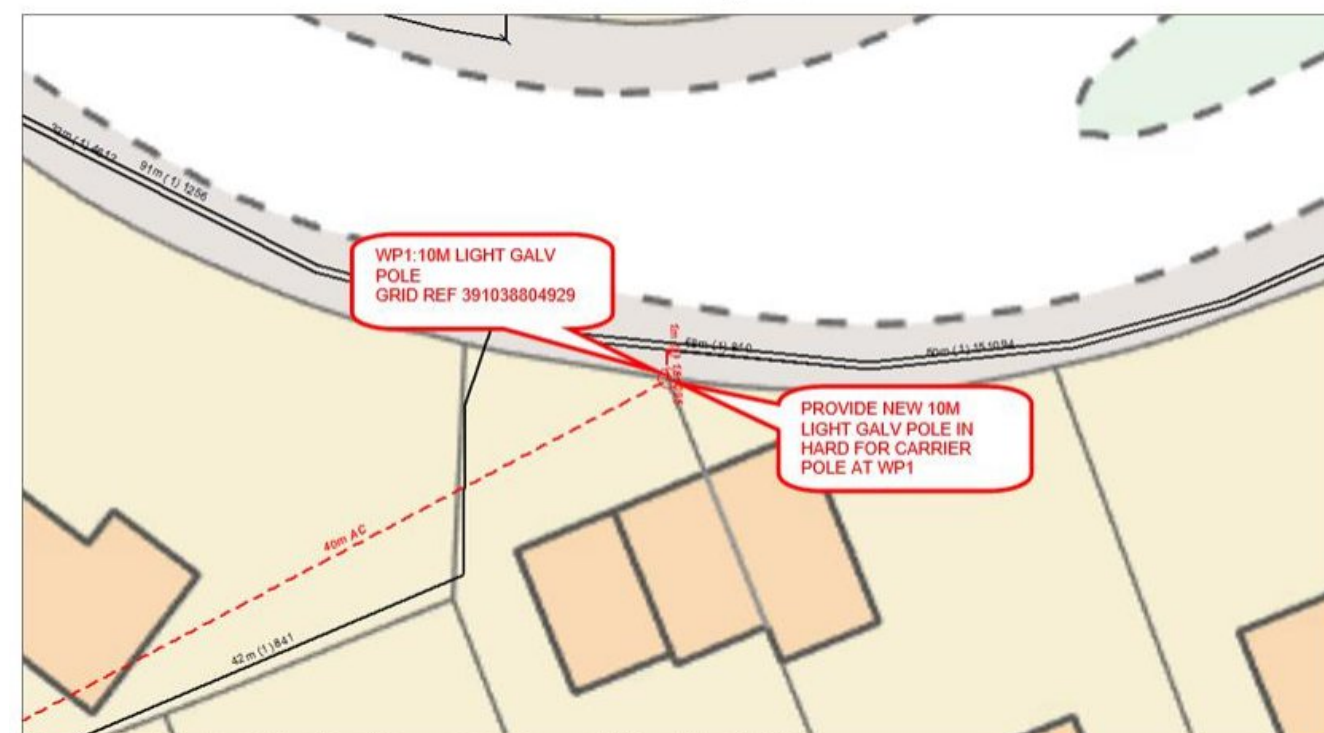 91m (1) 1256
WP1:10M LIGHT GALV
POLE
GRID REF 391038804929
PROVIDE NEW 10M
LIGHT GALV POLE IN
HARD FOR CARRIER
POLE AT WP1
40m AC
42m (1) 841